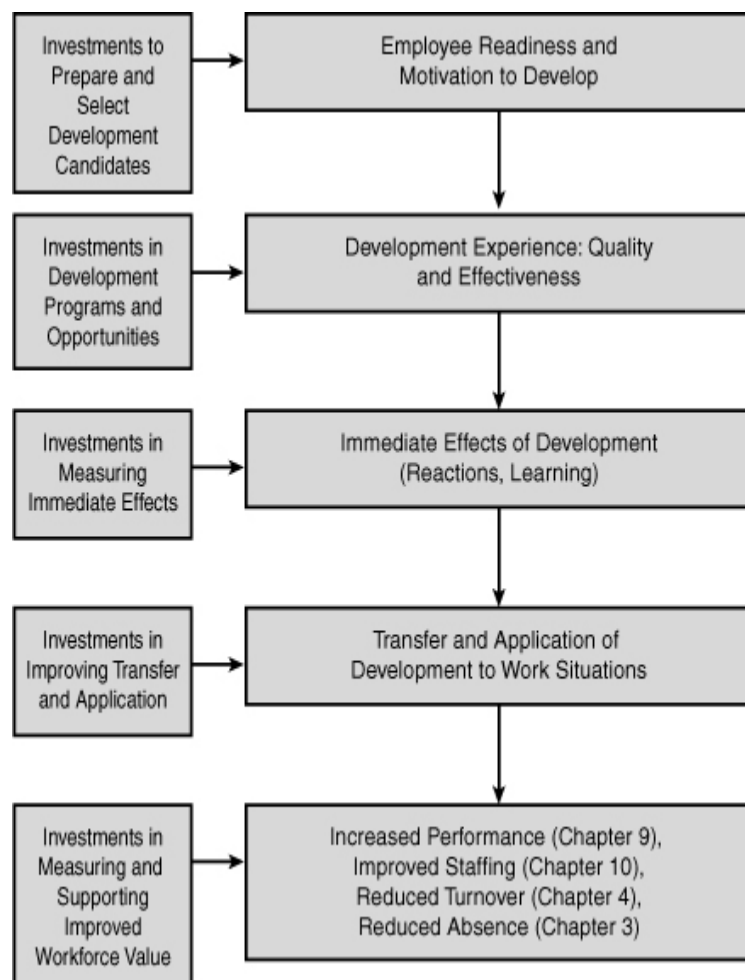 Investments to
Prepare and
Select
Development
Candidates
Employee Readiness and
Motivation to Develop
Investments in
Development
Programs and
Opportunities
Development Experience: Quality
and Effectiveness
Investments in
Measuring
Immediate Effects
Immediate Effects of Development
(Reactions, Learning)
Investments in
Improving Transfer
and Application
Transfer and Application of
Development to Work Situations
Investments in
Measuring and
Supporting
Improved
Workforce Value
Increased Performance (Chapter 9),
Improved Staffing (Chapter 10),
Reduced Turnover (Chapter 4),
Reduced Absence (Chapter 3)